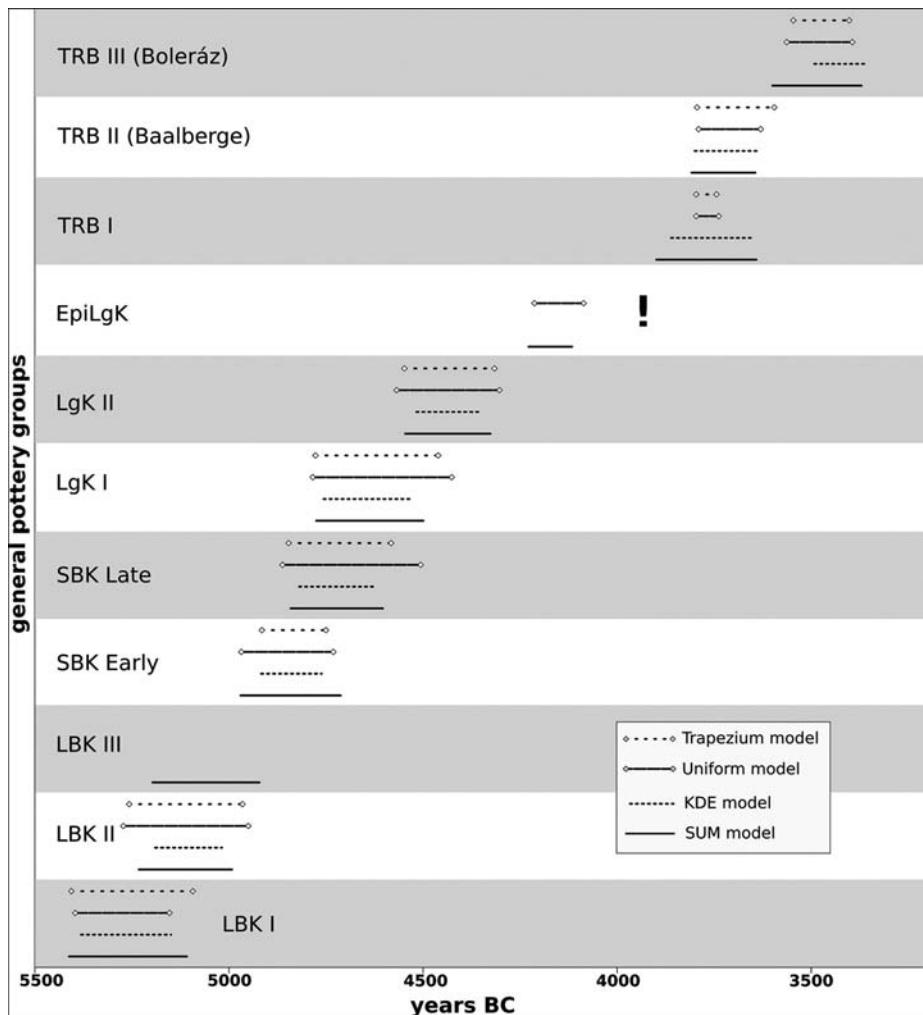 TRB III (Boleráz)
TRB II (Baalberge)
TRB I
EpiLgK
!
LgK II
LgK I
SBK Late
SBK Early
LBK III
LBK II
LBK I
general pottery groups
Trapezium model
Uniform model
KDE model
SUM model
5500
5000
4500
4000
3500
years BC